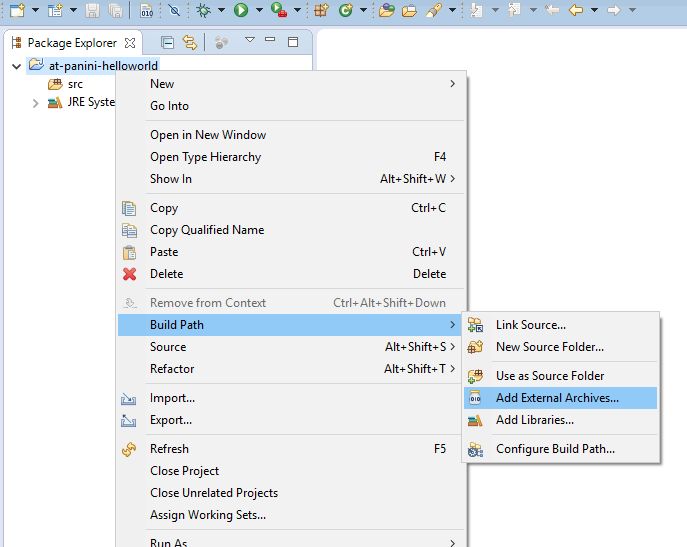 Package Explorer
at-panini-helloworld
src
JRE Syste
New
Go Into
Open in New Window
Open Type Hierarchy F4
Show In Alt+Shift+W
Copy Ctrl+C
Copy Qualified Name
Paste Ctrl+V
Delete Delete
Remove from Context Ctrl+Alt+Shift+Down
Build Path
Source Alt+Shift+S
Refactor Alt+Shift+T
Import...
Export...
Refresh F5
Close Project
Close Unrelated Projects
Assign Working Sets...
Run As
Link Source...
New Source Folder...
Use as Source Folder
Add External Archives...
Add Libraries...
Configure Build Path...